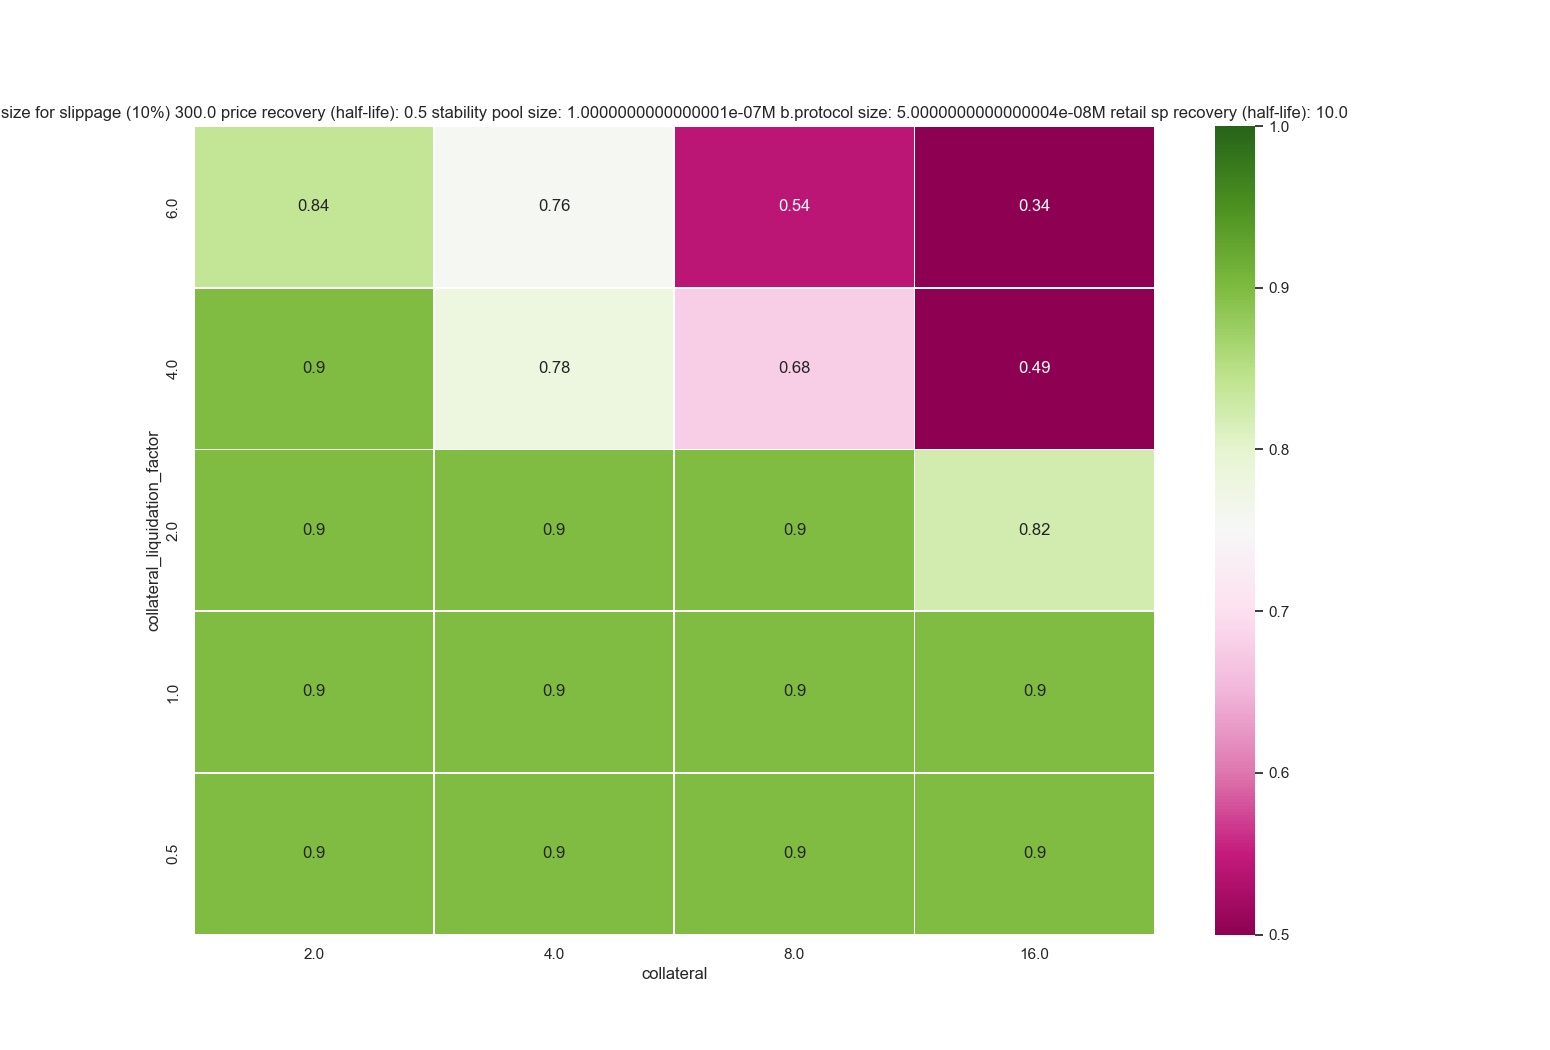 size for slippage (10%) 300.0 price recovery (half-life): 0.5 stability pool size: 1.0000000000000001e-07M b.protocol size: 5.0000000000000004e-08M retail sp recovery (half-life): 10.0
6.0 0.84 0.76 0.54 0.34
4.0 0.9 0.78 0.68 0.49
2.0 0.9 0.9 0.9 0.82
1.0 0.9 0.9 0.9 0.9
0.5 0.9 0.9 0.9 0.9
collateral_liquidation_factor
2.0 4.0 8.0 16.0
collateral
1.0
0.9
0.8
0.7
0.6
0.5